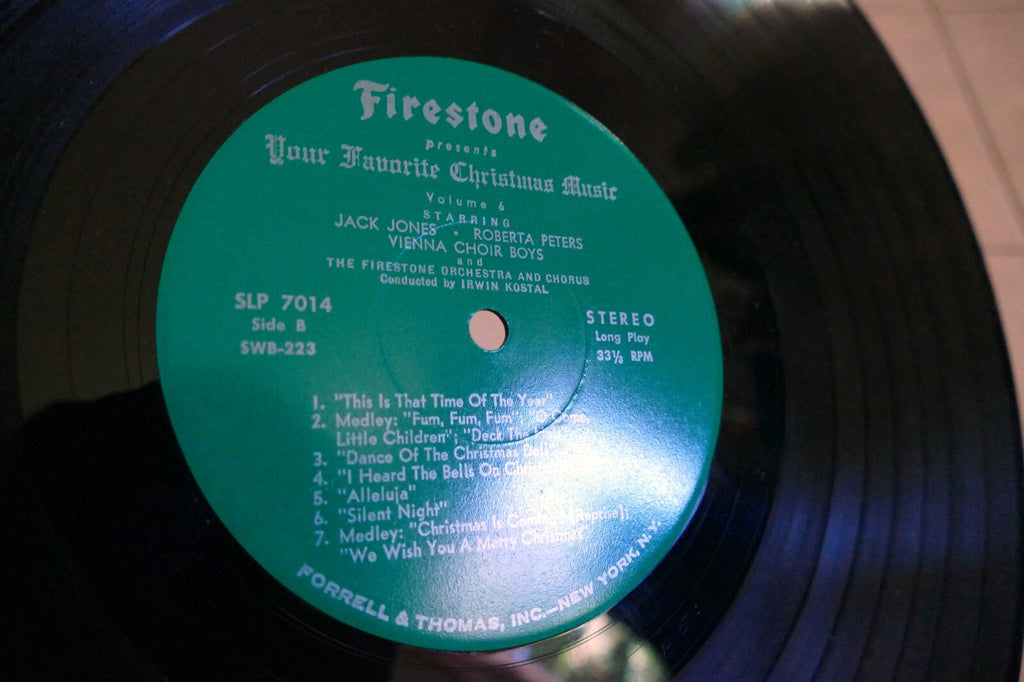 Firestone
presents
Your Favorite Christmas Music
Volume 6
STARRING
JACK JONES • ROBERTA PETERS
VIENNA CHOIR BOYS
and
THE FIRESTONE ORCHESTRA AND CHORUS
Conducted by IRWIN KOSTAL
SLP 7014
Side B
SWB-223
STEREO
Long Play
33⅓ RPM
1. "This Is That Time Of The Year"
2. Medley: "Fum, Fum, Fum"; "O Come,
Little Children"; "Deck The
3. "Dance Of The Christmas
4. "I Heard The Bells On
5. "Alleluja"
6. "Silent Night"
7. Medley: "Christmas Is Coming" (Reprise);
"We Wish You A Merry Christmas"
FORRELL & THOMAS, INC.—NEW YORK, N.Y.